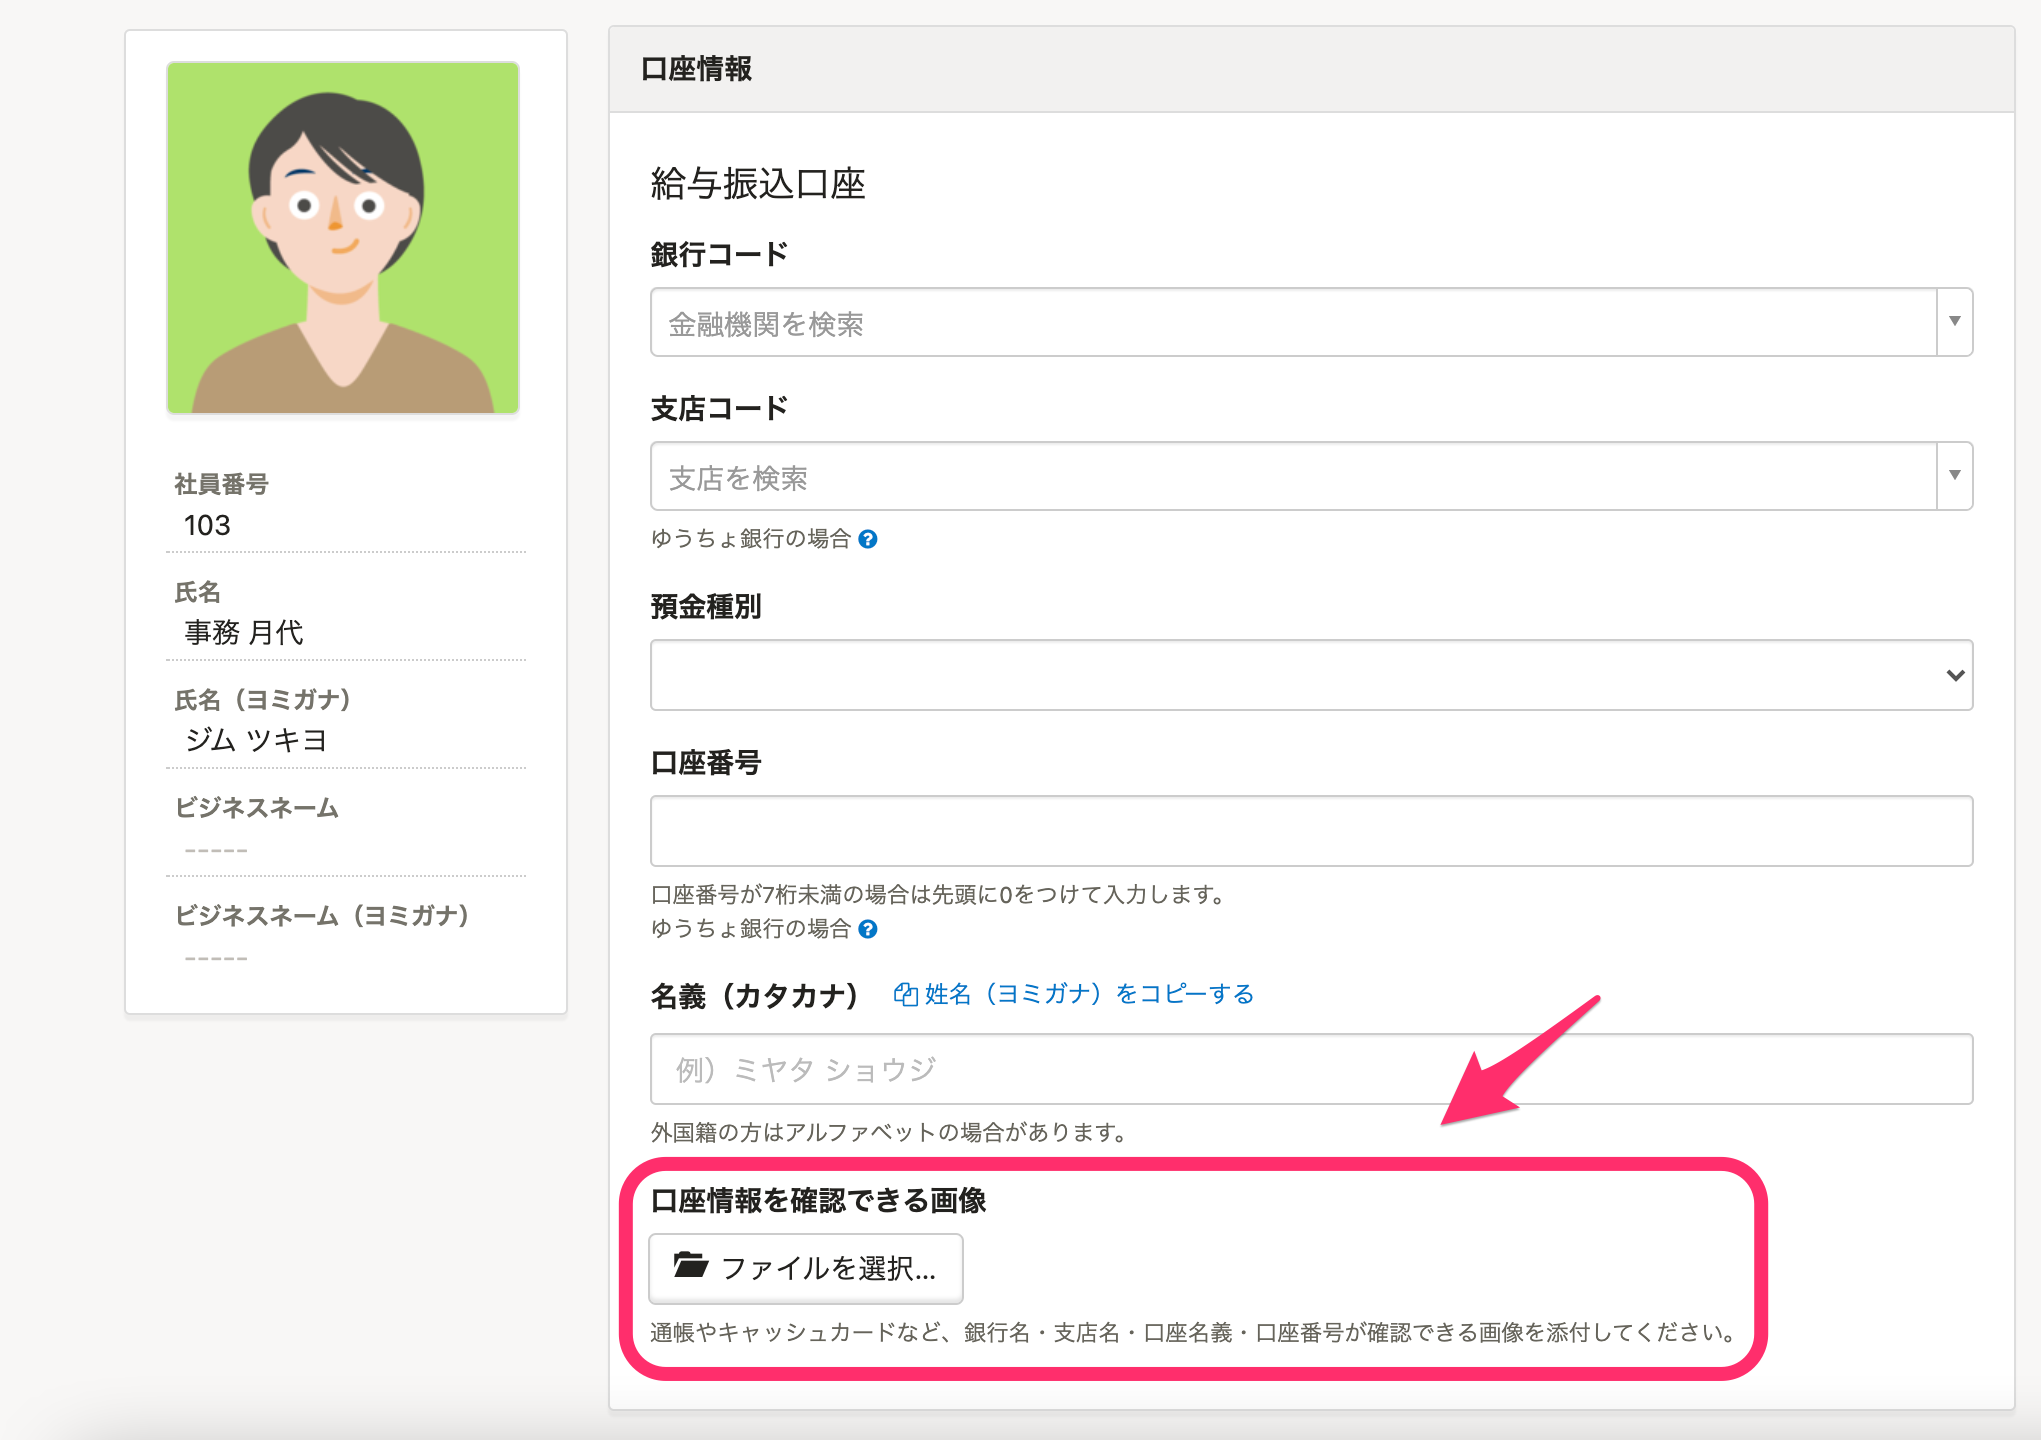 社員番号
103
氏名
事務 月代
氏名（ヨミガナ）
ジム ツキヨ
ビジネスネーム
-----
ビジネスネーム（ヨミガナ）
-----
口座情報
給与振込口座
銀行コード
金融機関を検索
支店コード
支店を検索
ゆうちょ銀行の場合 ?
預金種別
口座番号
口座番号が7桁未満の場合は先頭に0をつけて入力します。
ゆうちょ銀行の場合 ?
名義（カタカナ） 姓名（ヨミガナ）をコピーする
例）ミヤタ ショウジ
外国籍の方はアルファベットの場合があります。
口座情報を確認できる画像
ファイルを選択...
通帳やキャッシュカードなど、銀行名・支店名・口座名義・口座番号が確認できる画像を添付してください。